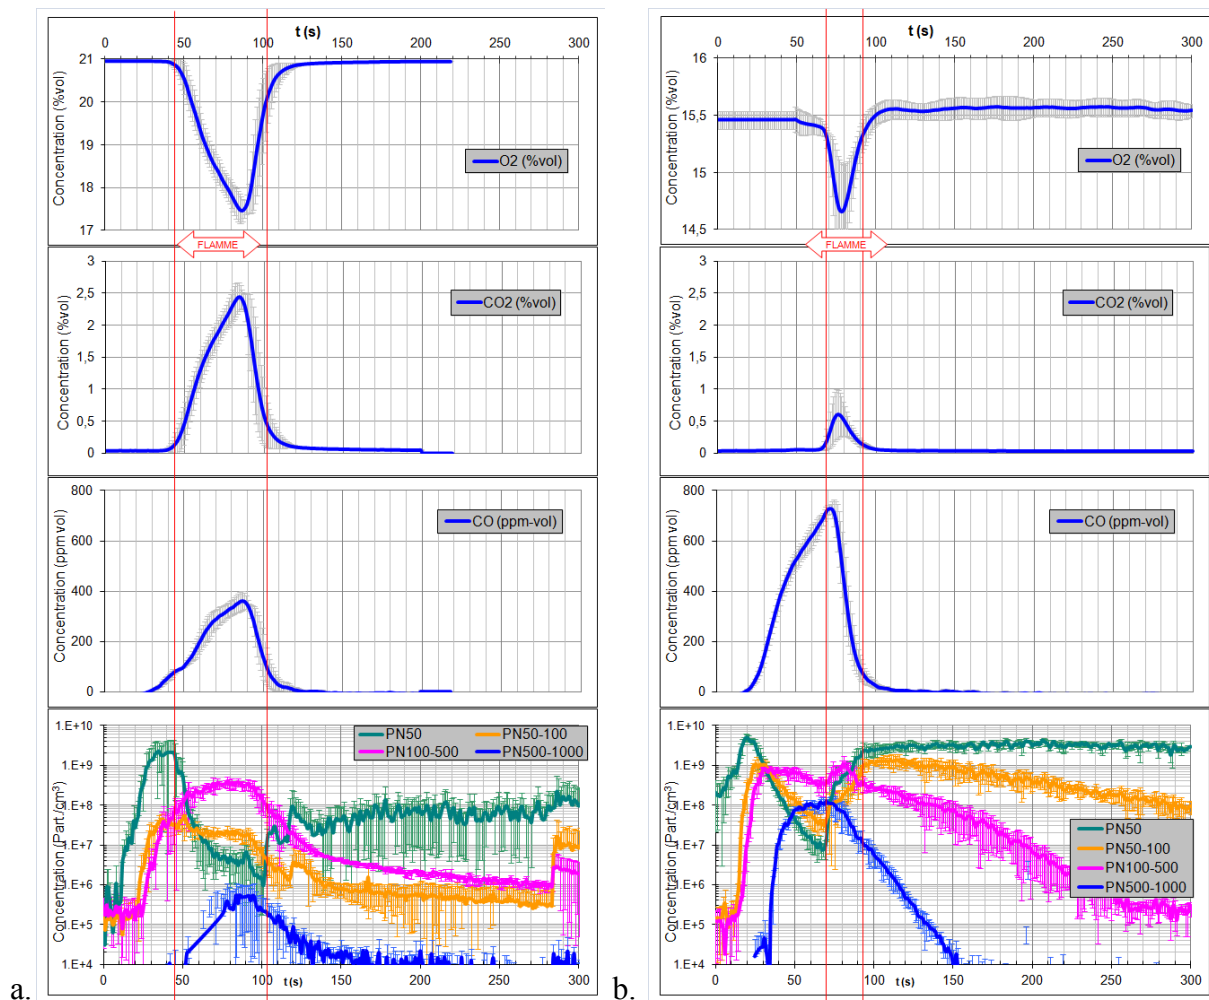 t (s)
0 50 100 150 200 250 300
21
20
19
18
17
Concentration (%vol)
O2 (%vol)
FLAMME
3
2,5
2
1,5
1
0,5
0
Concentration (%vol)
CO2 (%vol)
800
600
400
200
0
Concentration (ppm vol)
CO (ppm-vol)
1.E+10
1.E+9
1.E+8
1.E+7
1.E+6
1.E+5
1.E+4
Concentration (Part./cm³)
PN50 PN50-100
PN100-500 PN500-1000
0 50 100 150 200 250 300
t (s)
a.
t (s)
0 50 100 150 200 250 300
16
15,5
15
14,5
Concentration (%vol)
O2 (%vol)
FLAMME
3
2,5
2
1,5
1
0,5
0
Concentration (%vol)
CO2 (%vol)
800
600
400
200
0
Concentration (ppm vol)
CO (ppm-vol)
1.E+10
1.E+9
1.E+8
1.E+7
1.E+6
1.E+5
1.E+4
Concentration (Part./cm³)
PN50
PN50-100
PN100-500
PN500-1000
0 50 100 150 200 250 300
t (s)
b.